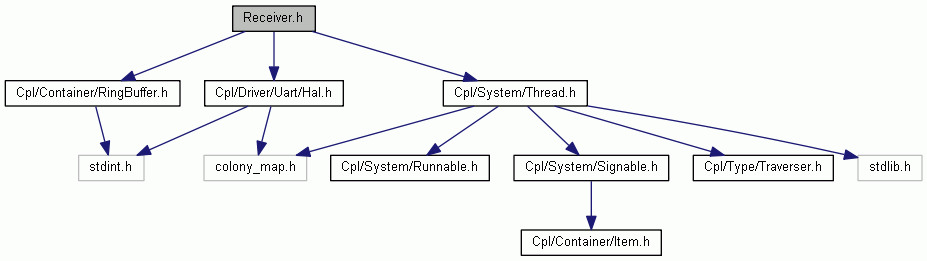 Receiver.h
Cpl/Container/RingBuffer.h
Cpl/Driver/Uart/Hal.h
Cpl/System/Thread.h
stdint.h
colony_map.h
Cpl/System/Runnable.h
Cpl/System/Signable.h
Cpl/Type/Traverser.h
stdlib.h
Cpl/Container/Item.h